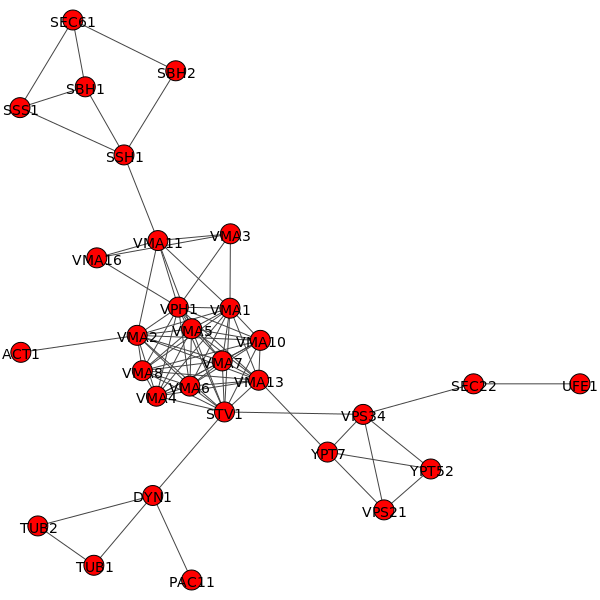 SEC61
SBH2
SBH1
SSS1
SSH1
VMA3
VMA11
VMA16
VPH1
VMA1
VMA5
VMA2
VMA10
ACT1
VMA7
VMA8
VMA13
VMA6
VMA4
SEC22
UFE1
STV1
VPS34
YPT7
YPT52
DYN1
VPS21
TUB2
TUB1
PAC11